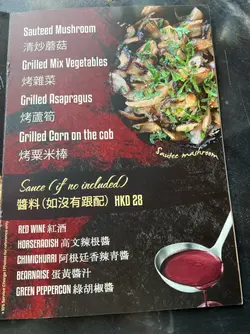 Sauteed Mushroom
清炒蘑菇
Grilled Mix Vegetables
烤雜菜
Grilled Asapragus
烤蘆筍
Grilled Corn on the cob
烤粟米棒
Sautee mushroom
Sauce (if no included)
醬料(如沒有跟配) HKD 28
RED WINE 紅酒
HORSERADISH 高文辣根醬
CHIMICHURRI 阿根廷香辣青醬
BEARNAISE 蛋黃醬汁
GREEN PEPPERCON 綠胡椒醬